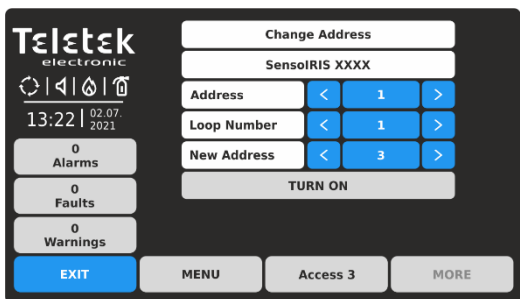 Teletek
electronic
13:22 02.07.
2021
0
Alarms
0
Faults
0
Warnings
Change Address
SensoIRIS XXXX
Address < 1 >
Loop Number < 1 >
New Address < 3 >
TURN ON
EXIT MENU Access 3 MORE